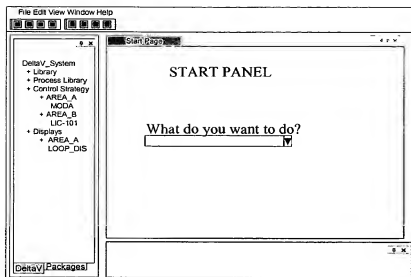 File Edit View Window Help
Start Page
DeltaV_System
+ Library
+ Process Library
+ Control Strategy
+ AREA_A
MODA
+ AREA_B
LIC-101
+ Displays
+ AREA_A
LOOP_DIS
START PANEL
What do you want to do?
DeltaV Packages